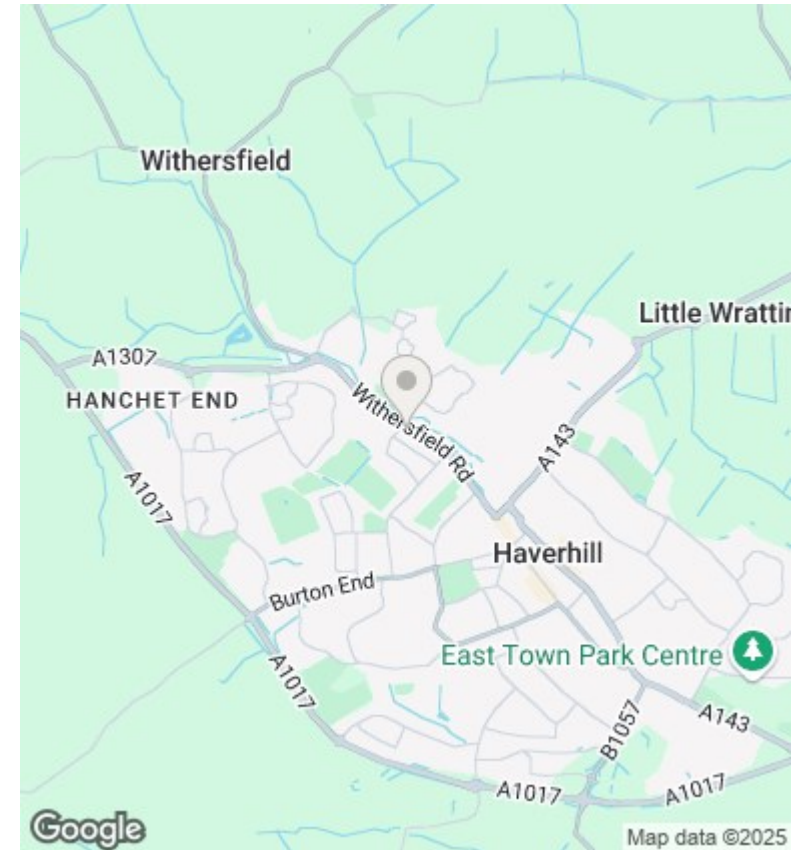 Withersfield
Little Wrattin
A1307
HANCHET END
Withersfield Rd
A143
A1017
Haverhill
Burton End
East Town Park Centre
A1017
B1057
A143
A1017
A1017
Google
Map data ©2025